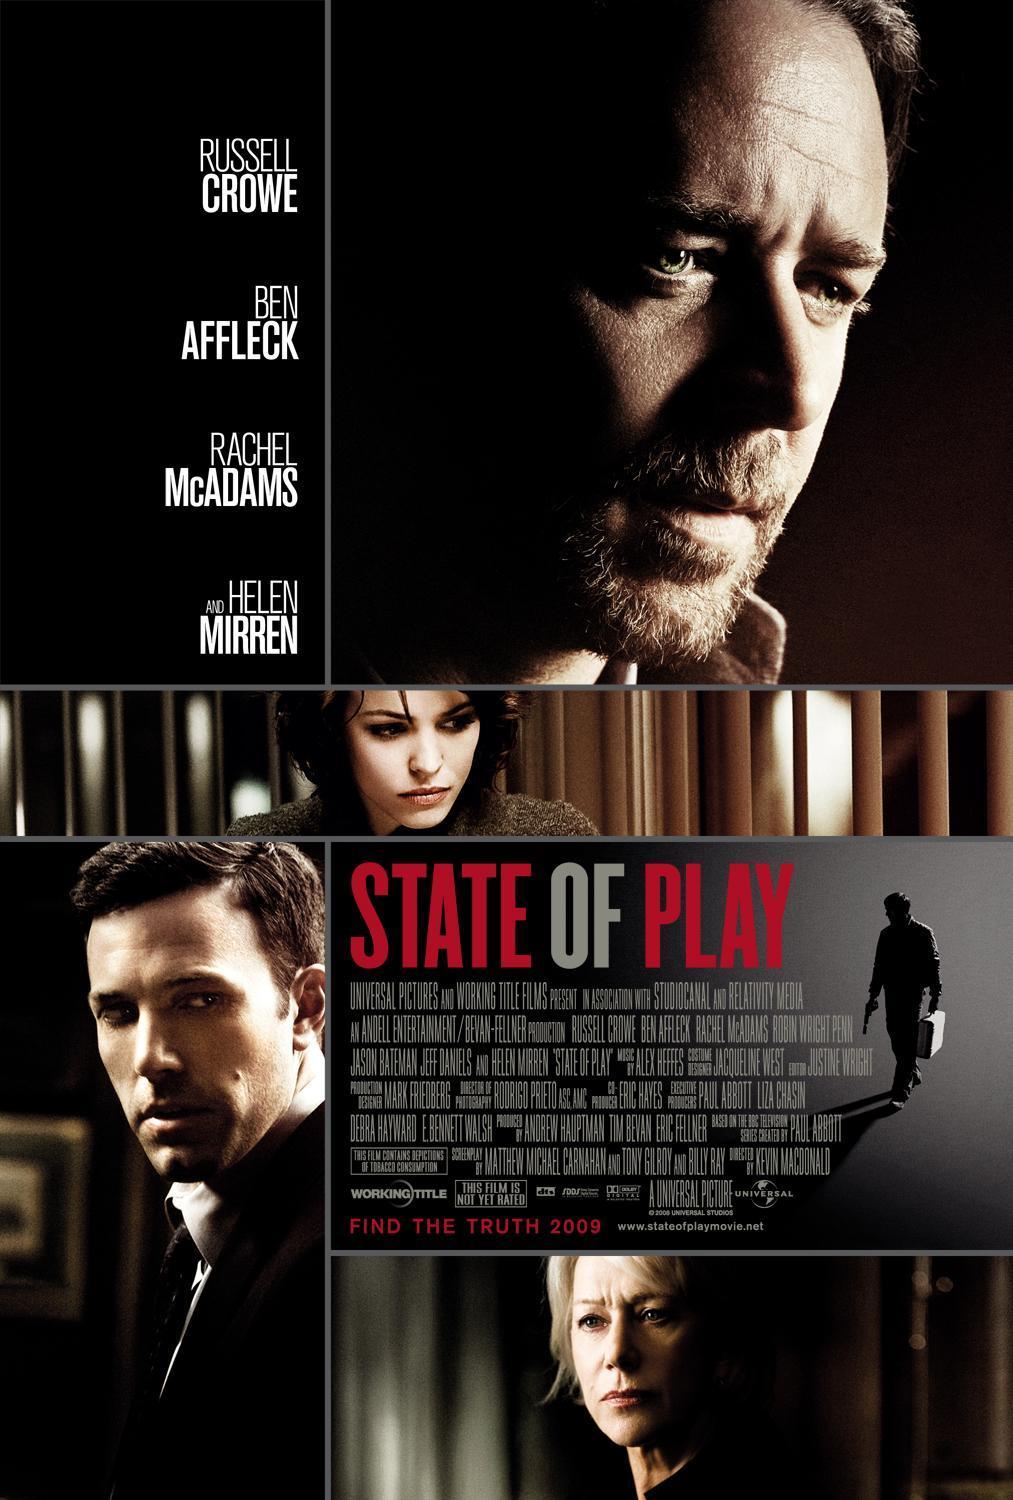 RUSSELL
CROWE
BEN
AFFLECK
RACHEL
McADAMS
AND HELEN
MIRREN
STATE OF PLAY
UNIVERSAL PICTURES AND WORKING TITLE FILMS PRESENT IN ASSOCIATION WITH STUDIOCANAL AND RELATIVITY MEDIA
AN ANDELL ENTERTAINMENT/BEVAN-FELLNER PRODUCTION RUSSELL CROWE BEN AFFLECK RACHEL McADAMS ROBIN WRIGHT PENN
JASON BATEMAN JEFF DANIELS AND HELEN MIRREN "STATE OF PLAY" MUSIC BY ALEX HEFFES COSTUME DESIGNER JACQUELINE WEST EDITOR JUSTINE WRIGHT
PRODUCTION DESIGNER MARK FRIEDBERG DIRECTOR OF PHOTOGRAPHY RODRIGO PRIETO ASC, AMC CO-PRODUCER ERIC HAYES EXECUTIVE PRODUCERS PAUL ABBOTT LIZA CHASIN
DEBRA HAYWARD E.BENNETT WALSH PRODUCED BY ANDREW HAUPTMAN TIM BEVAN ERIC FELLNER BASED ON THE BBC TELEVISION SERIES CREATED BY PAUL ABBOTT
THIS FILM CONTAINS DEPICTIONS OF TOBACCO CONSUMPTION SCREENPLAY BY MATTHEW MICHAEL CARNAHAN AND TONY GILROY AND BILLY RAY DIRECTED BY KEVIN MACDONALD
WORKING TITLE THIS FILM IS NOT YET RATED dts SDDS DOLBY DIGITAL A UNIVERSAL PICTURE UNIVERSAL
© 2008 UNIVERSAL STUDIOS
FIND THE TRUTH 2009 www.stateofplaymovie.net